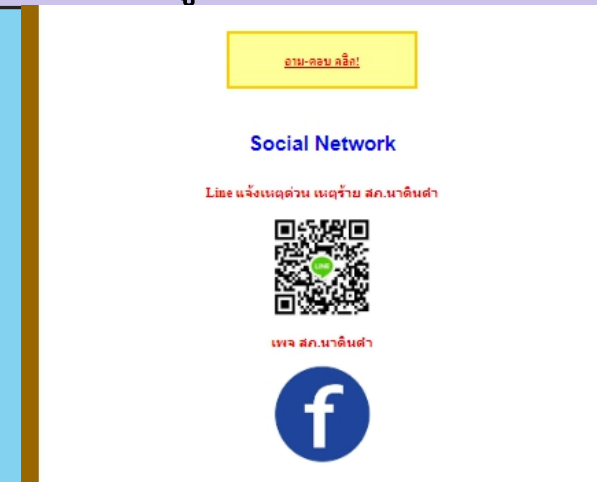 ถาม-ตอบ คลิก!
Social Network
Line แจ้งเหตุด่วน เหตุร้าย สภ.นาดินดำ
LINE
เพจ สภ.นาดินดำ
f